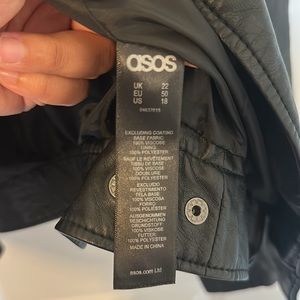 asos
UK 22
EU 50
US 18
EXCLUDING COATING
BASE FABRIC
100% VISCOSE
LINING
100% POLYESTER
SAUF LE REVÊTEMENT
TISSU DE BASE
100% VISCOSE
DOUBLURE
100% POLYESTER
EXCLUIDO
REVESTIMIENTO
TELA BASE
100% VISCOSA
FORRO
100% POLIÉSTER
AUSGENOMMEN
BESCHICHTUNG
GRUNDSTOFF
100% VISKOSE
FUTTER
100% POLYESTER
MADE IN CHINA
asos.com Ltd